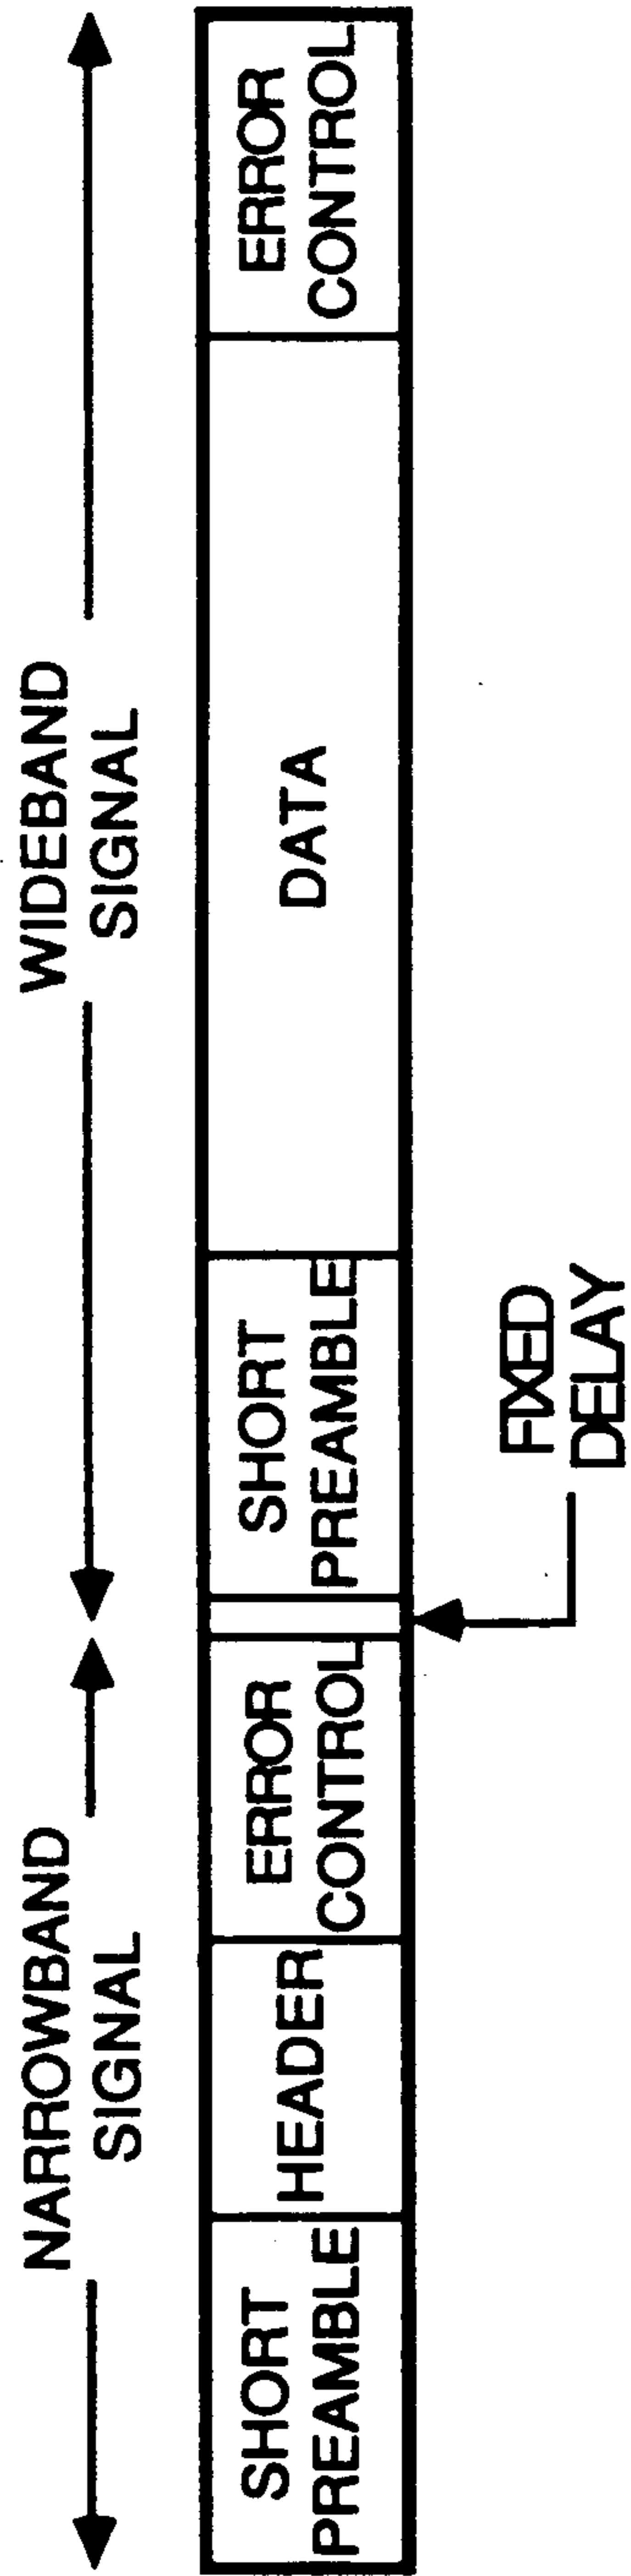 NARROWBAND
SIGNAL
WIDEBAND
SIGNAL
SHORT
PREAMBLE
HEADER
ERROR
CONTROL
SHORT
PREAMBLE
DATA
ERROR
CONTROL
FIXED
DELAY